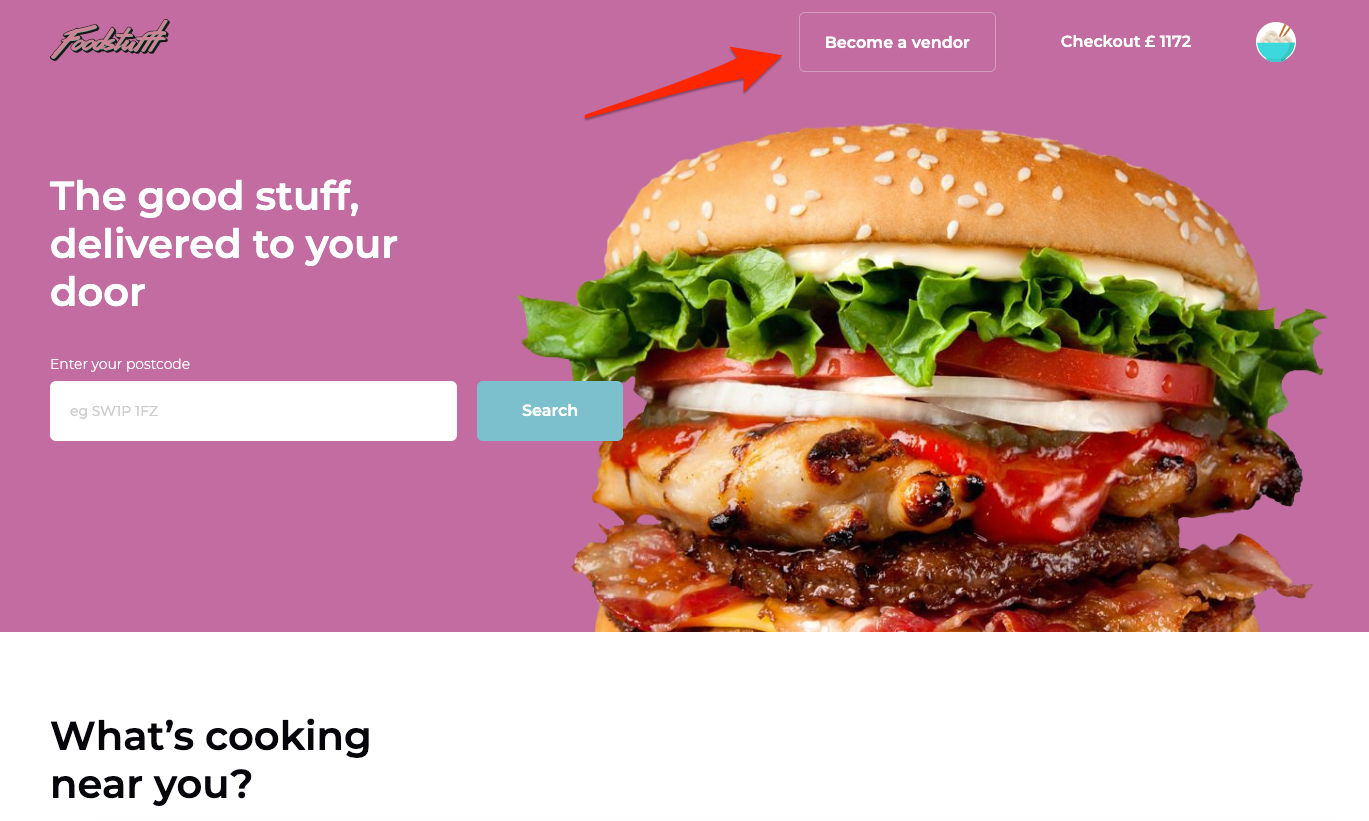 Foodstufff
Become a vendor
Checkout £ 1172
The good stuff,
delivered to your
door
Enter your postcode
eg SW1P 1FZ
Search
What's cooking
near you?